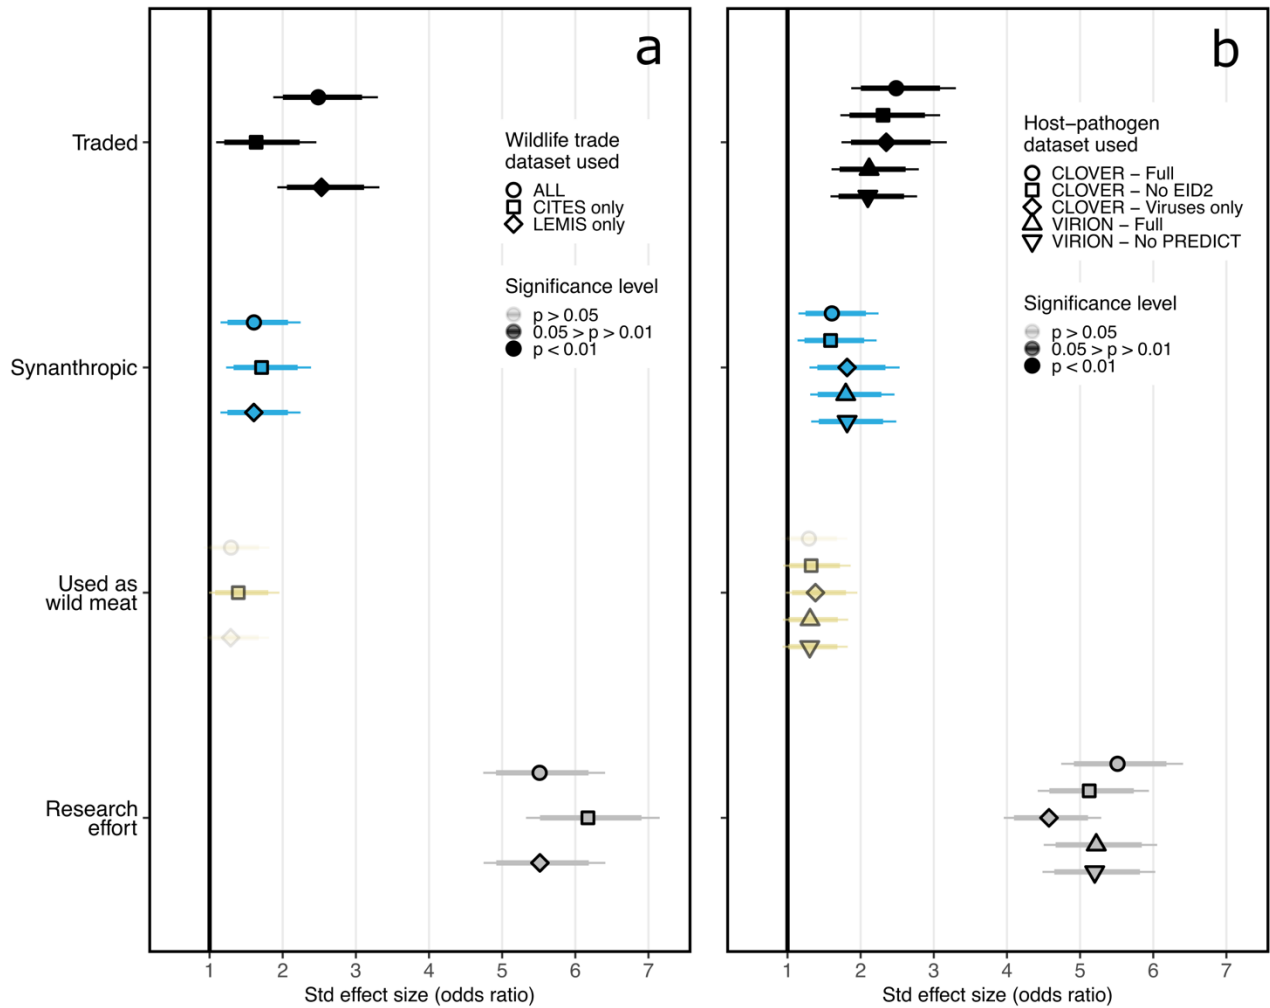 a
Traded
Synanthropic
Used as
wild meat
Research
effort
Wildlife trade
dataset used
ALL
CITES only
LEMIS only
Significance level
p > 0.05
0.05 > p > 0.01
p < 0.01
1 2 3 4 5 6 7
Std effect size (odds ratio)
b
Host−pathogen
dataset used
CLOVER − Full
CLOVER − No EID2
CLOVER − Viruses only
VIRION − Full
VIRION − No PREDICT
Significance level
p > 0.05
0.05 > p > 0.01
p < 0.01
1 2 3 4 5 6 7
Std effect size (odds ratio)